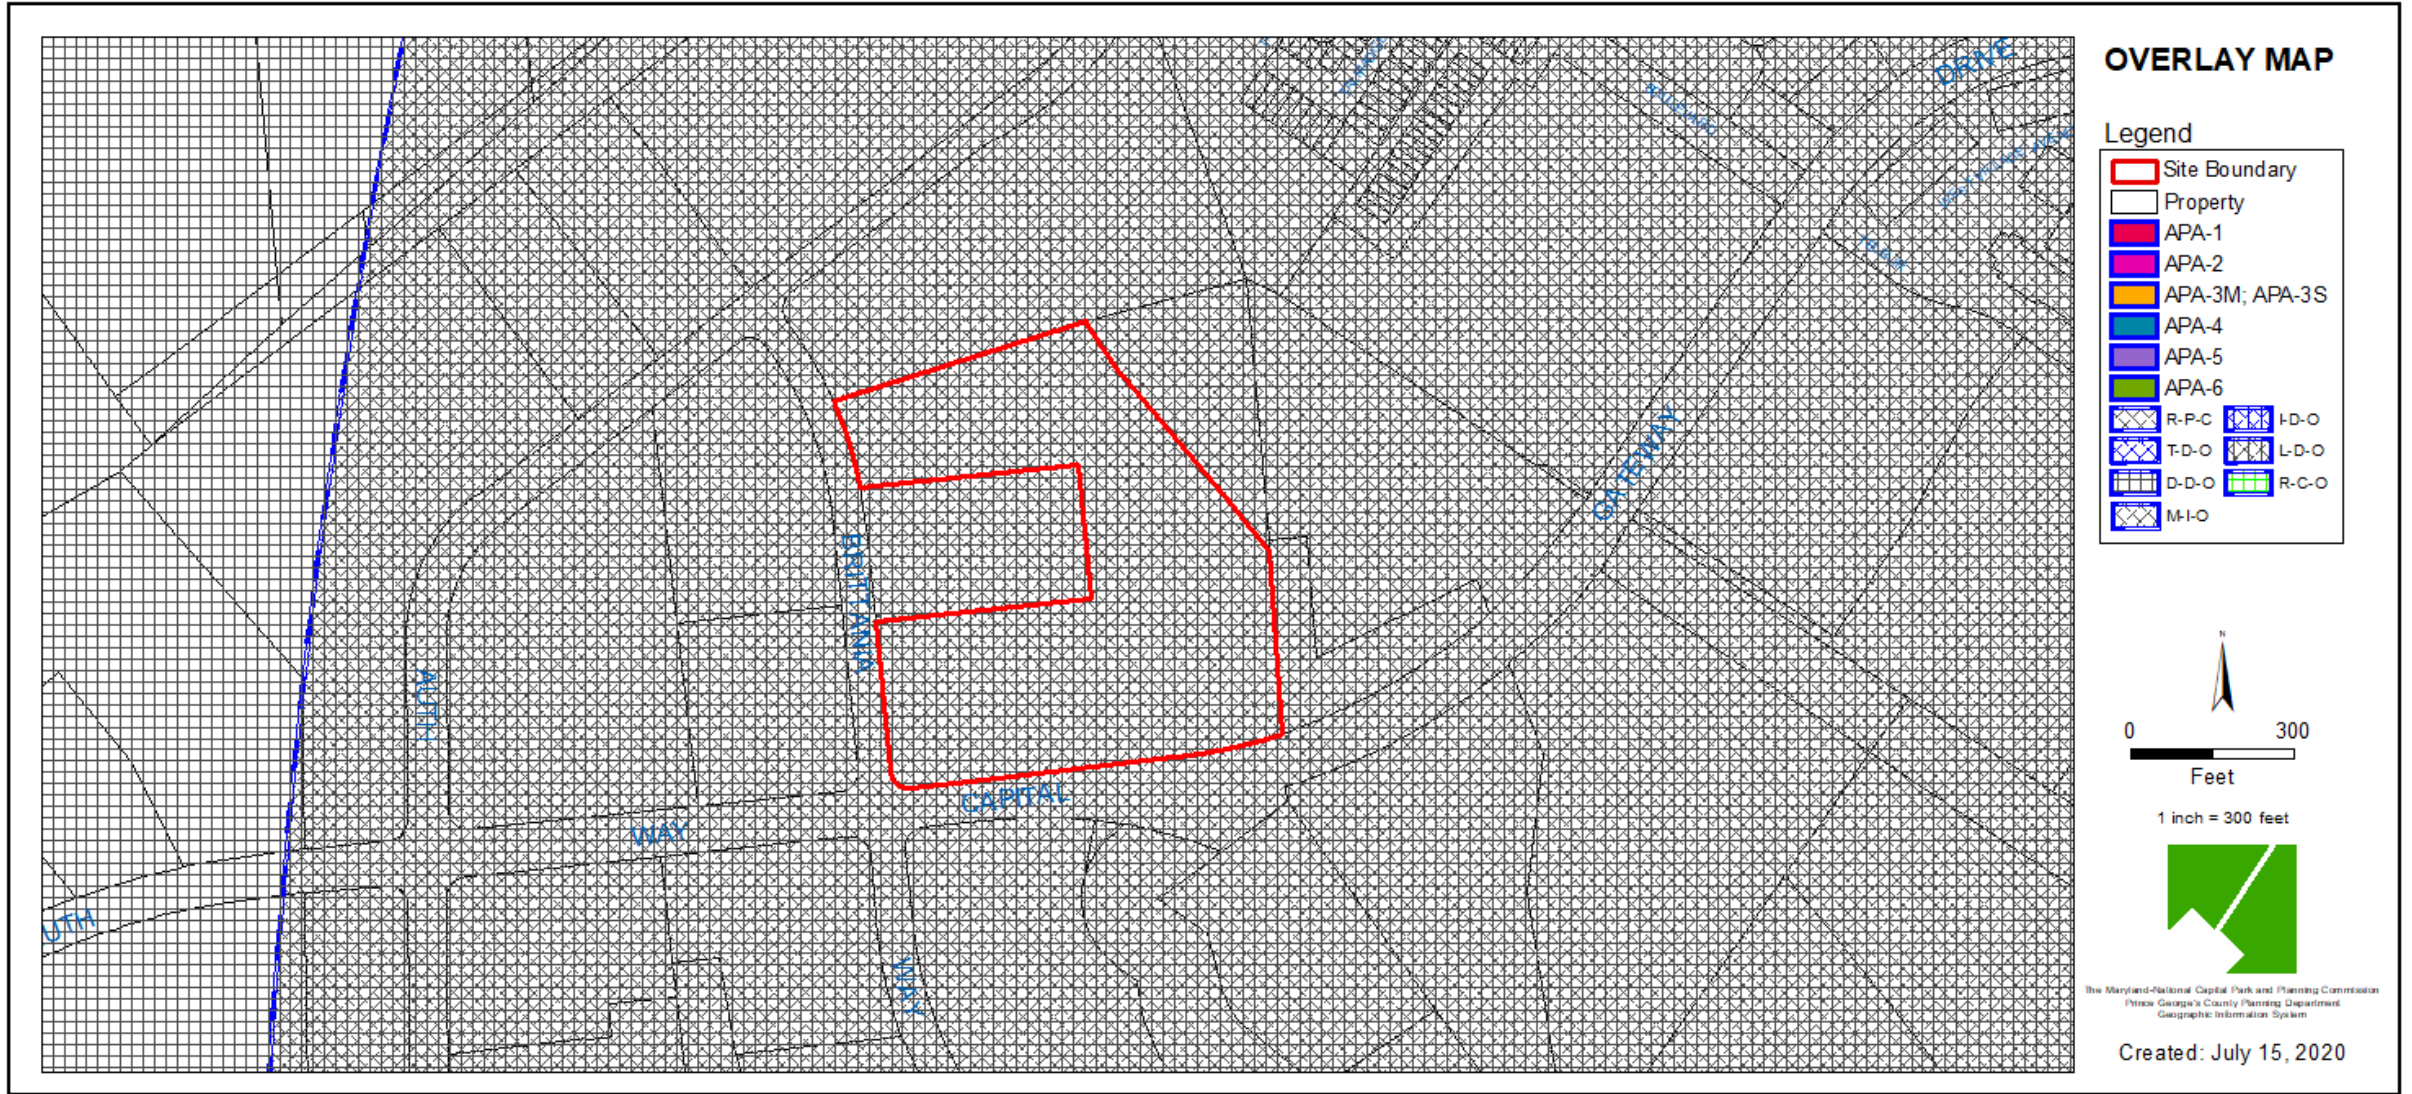 OVERLAY MAP
Legend
Site Boundary
Property
APA-1
APA-2
APA-3M; APA-3S
APA-4
APA-5
APA-6
R-P-C
I-D-O
T-D-O
L-D-O
D-D-O
R-C-O
M-I-O
N
0 300
Feet
1 inch = 300 feet
The Maryland-National Capital Park and Planning Commission
Prince George's County Planning Department
Geographic Information System
Created: July 15, 2020
DRIVE
GATEWAY
BRITTANIA
AUTH
CAPITAL
WAY
UTH
WAY